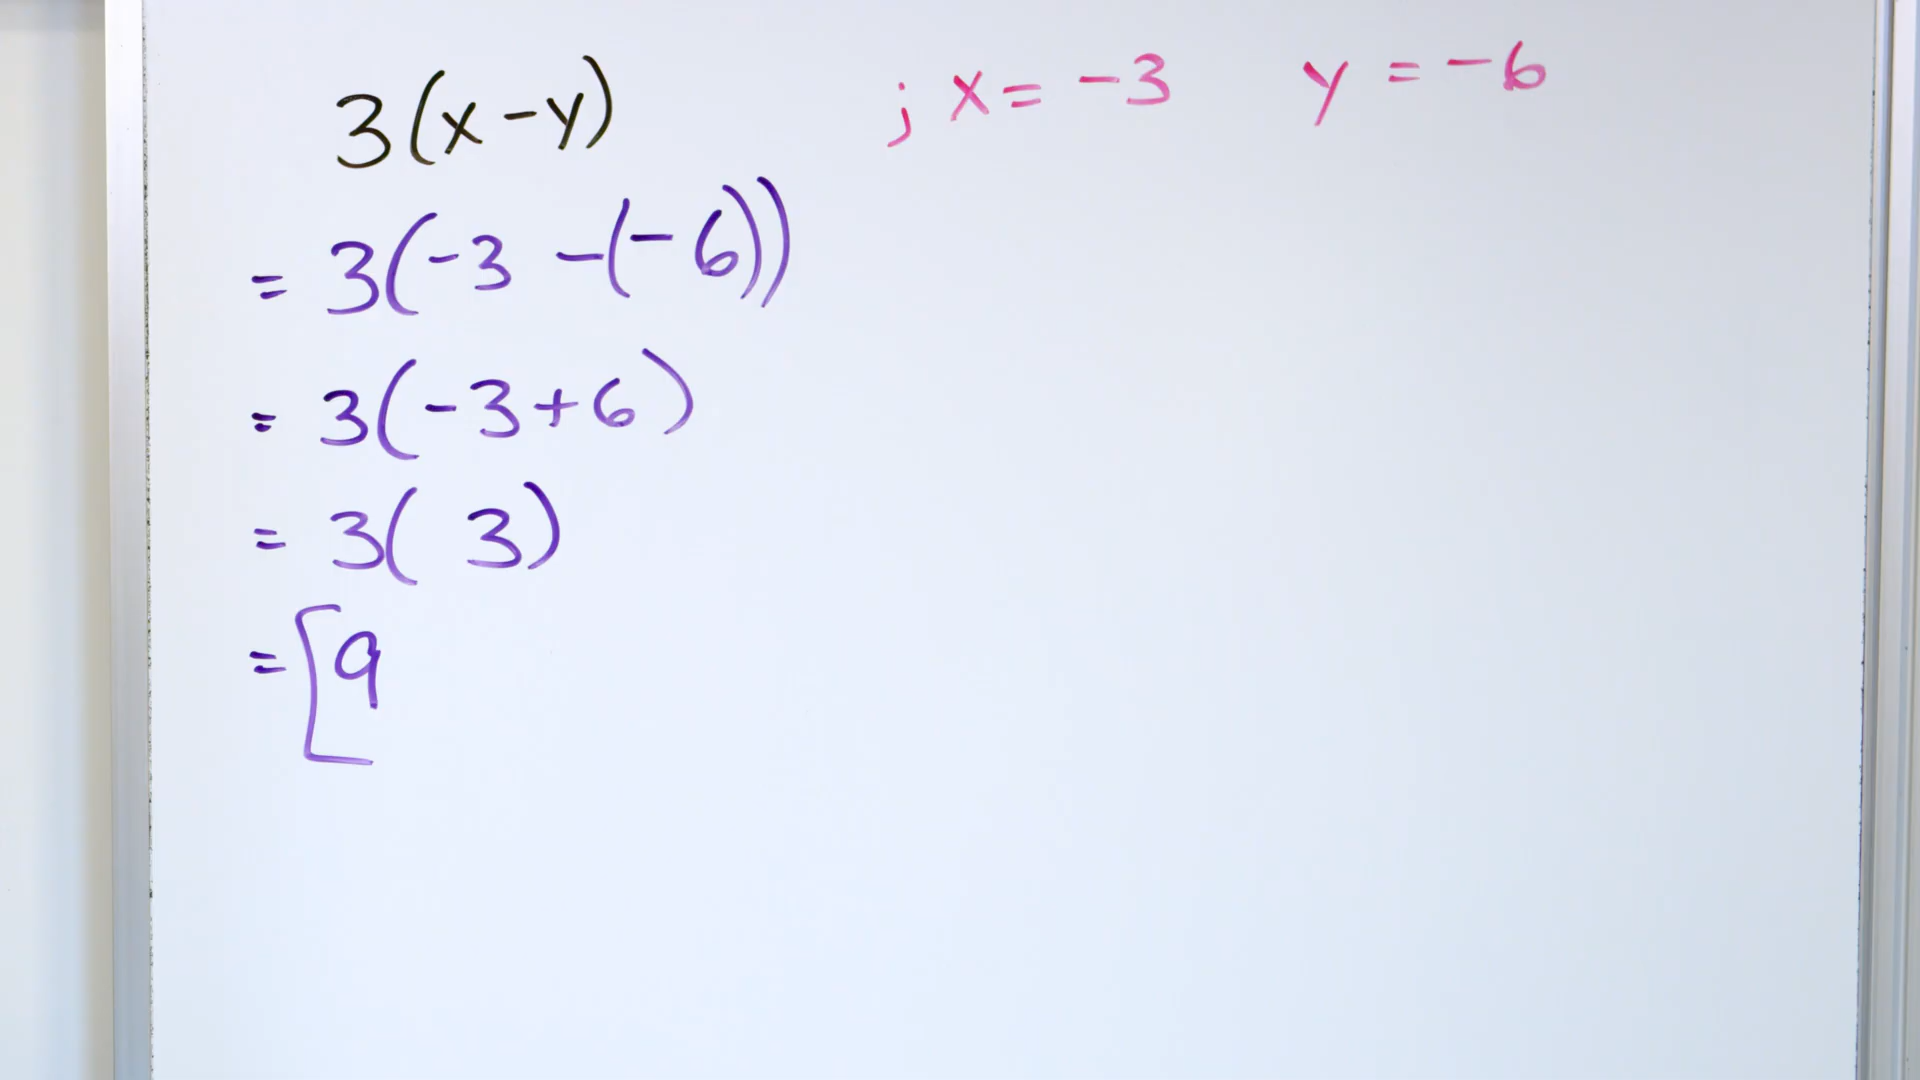 3(x-y) ; x = -3 y = -6
= 3(-3 -(-6))
= 3(-3+6)
= 3( 3)
= [9